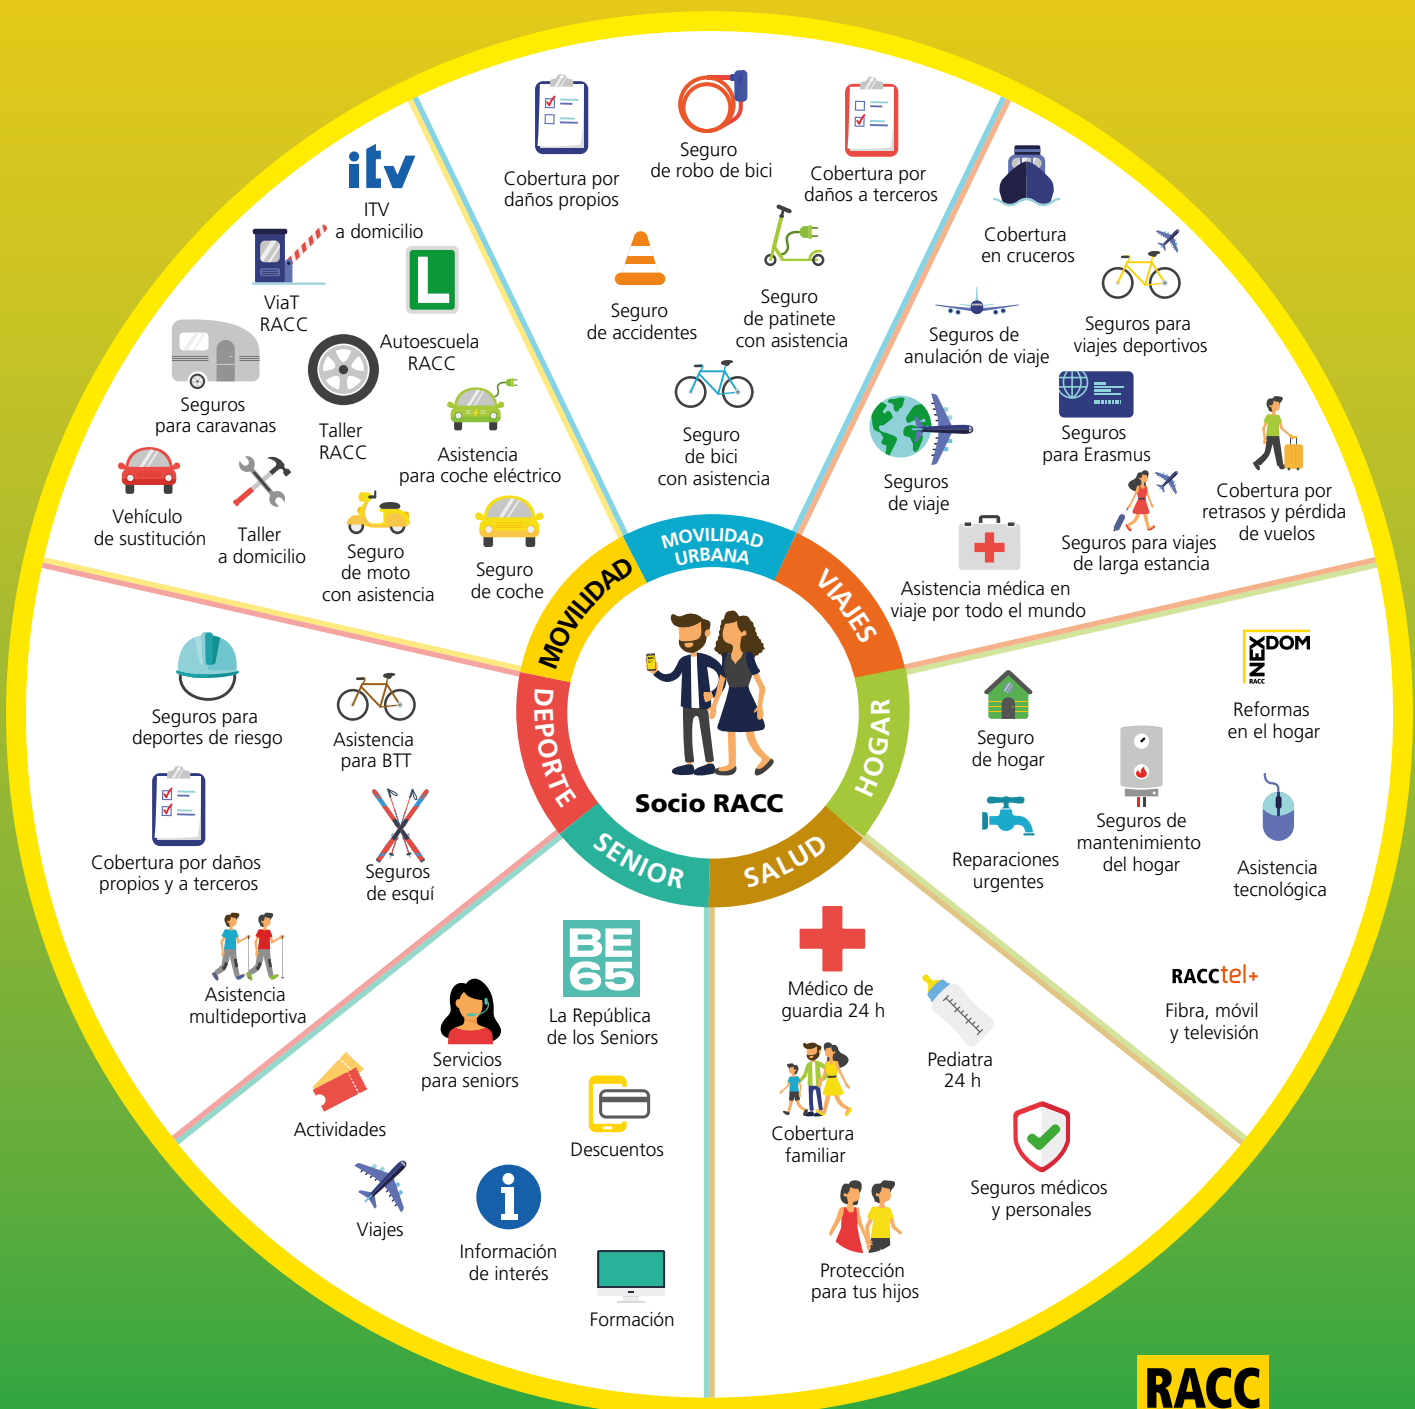 Cobertura por
daños propios
Seguro
de robo de bici
Cobertura por
daños a terceros
Seguro
de accidentes
Seguro
de patinete
con asistencia
Seguro
de bici
con asistencia
MOVILIDAD
URBANA
Cobertura
en cruceros
Seguros para
viajes deportivos
Seguros de
anulación de viaje
Seguros
para Erasmus
Seguros
de viaje
Cobertura por
retrasos y pérdida
de vuelos
Seguros para viajes
de larga estancia
Asistencia médica en
viaje por todo el mundo
VIAJES
NEXDOM
RACC
Reformas
en el hogar
Seguro
de hogar
Seguros de
mantenimiento
del hogar
Reparaciones
urgentes
Asistencia
tecnológica
RACCtel+
Fibra, móvil
y televisión
HOGAR
Médico de
guardia 24 h
Pediatra
24 h
Cobertura
familiar
Seguros médicos
y personales
Protección
para tus hijos
SALUD
BE
65
La República
de los Seniors
Servicios
para seniors
Actividades
Descuentos
Viajes
i
Información
de interés
Formación
SENIOR
Seguros para
deportes de riesgo
Asistencia
para BTT
Cobertura por daños
propios y a terceros
Seguros
de esquí
Asistencia
multideportiva
DEPORTE
itv
ITV
a domicilio
ViaT
RACC
L
Autoescuela
RACC
Seguros
para caravanas
Taller
RACC
Asistencia
para coche eléctrico
Vehículo
de sustitución
Taller
a domicilio
Seguro
de moto
con asistencia
Seguro
de coche
MOVILIDAD
Socio RACC
RACC